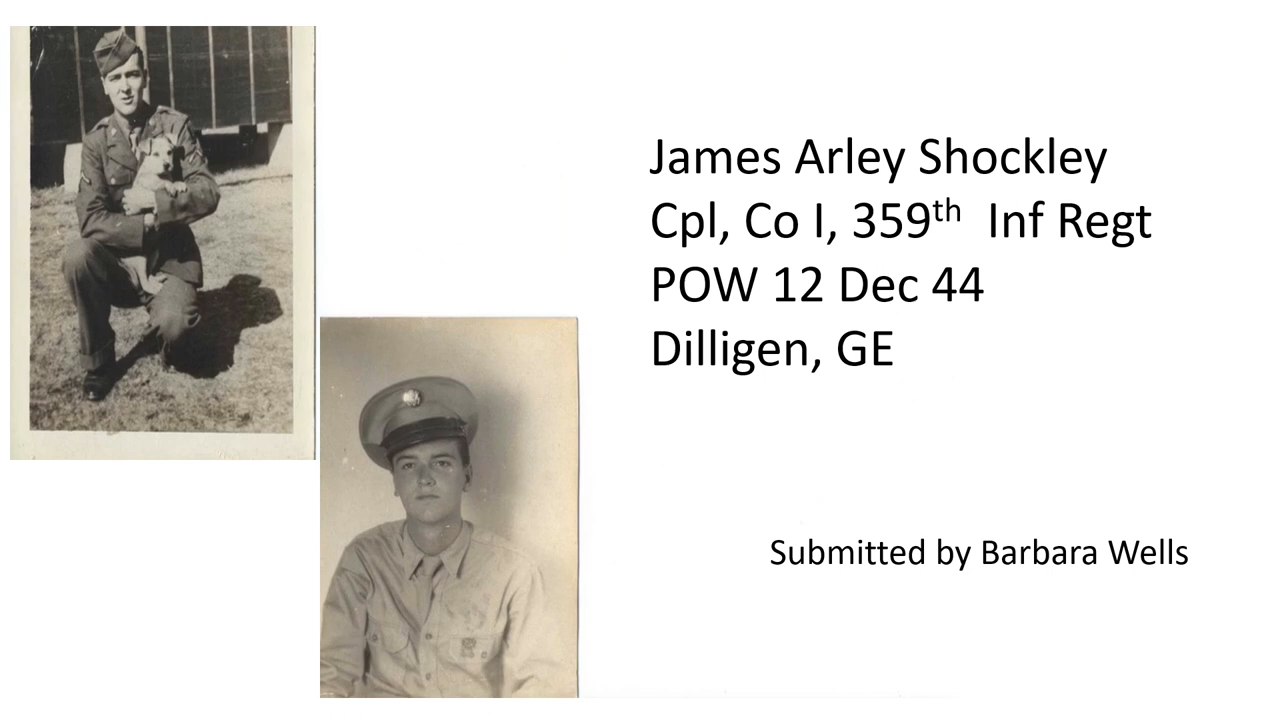 James Arley Shockley
Cpl, Co I, 359th Inf Regt
POW 12 Dec 44
Dilligen, GE
Submitted by Barbara Wells